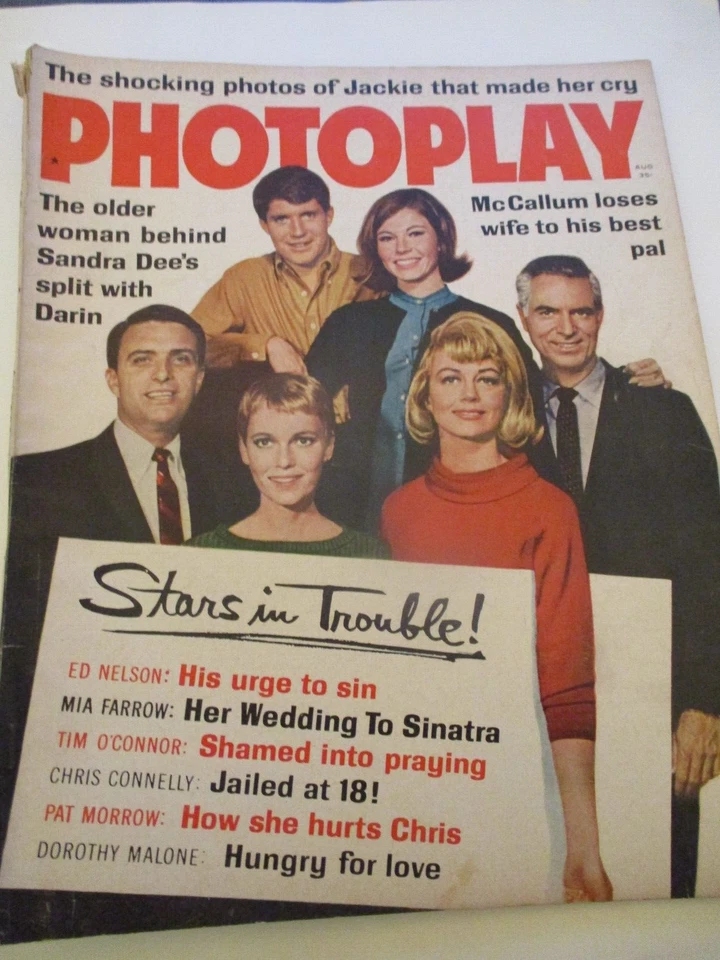 The shocking photos of Jackie that made her cry
PHOTOPLAY
AUG
35¢
The older
woman behind
Sandra Dee's
split with
Darin
McCallum loses
wife to his best
pal
Stars in Trouble!
ED NELSON: His urge to sin
MIA FARROW: Her Wedding To Sinatra
TIM O'CONNOR: Shamed into praying
CHRIS CONNELLY: Jailed at 18!
PAT MORROW: How she hurts Chris
DOROTHY MALONE: Hungry for love